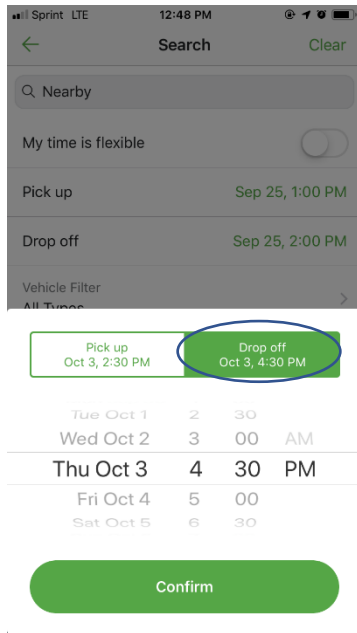 Sprint LTE 12:48 PM
Search Clear
Nearby
My time is flexible
Pick up Sep 25, 1:00 PM
Drop off Sep 25, 2:00 PM
Vehicle Filter
All Types
Pick up Drop off
Oct 3, 2:30 PM Oct 3, 4:30 PM
Tue Oct 1 2 30
Wed Oct 2 3 00 AM
Thu Oct 3 4 30 PM
Fri Oct 4 5 00
Sat Oct 5 6 30
Confirm